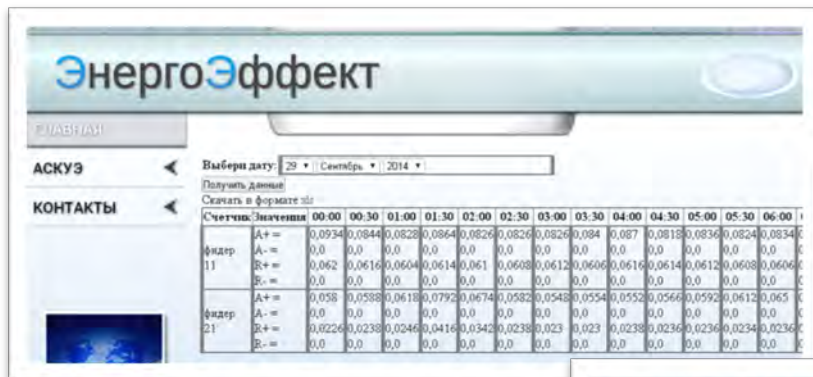 ЭнергоЭффект
ГЛАВНАЯ
АСКУЭ
КОНТАКТЫ
Выбери дату: 29 Сентябрь 2014
Получить данные
Скачать в формате xls
Счетчик Значения 00:00 00:30 01:00 01:30 02:00 02:30 03:00 03:30 04:00 04:30 05:00 05:30 06:00
фидер 11
A+ = 0,0934 0,0844 0,0828 0,0864 0,0826 0,0826 0,0826 0,084 0,087 0,0818 0,0836 0,0824 0,0834
A- = 0,0 0,0 0,0 0,0 0,0 0,0 0,0 0,0 0,0 0,0 0,0 0,0 0,0
R+ = 0,062 0,0616 0,0604 0,0614 0,061 0,0608 0,0612 0,0606 0,0616 0,0614 0,0612 0,0608 0,0606
R- = 0,0 0,0 0,0 0,0 0,0 0,0 0,0 0,0 0,0 0,0 0,0 0,0 0,0
фидер 21
A+ = 0,058 0,0588 0,0618 0,0792 0,0674 0,0582 0,0548 0,0554 0,0552 0,0566 0,0592 0,0612 0,065
A- = 0,0 0,0 0,0 0,0 0,0 0,0 0,0 0,0 0,0 0,0 0,0 0,0 0,0
R+ = 0,0226 0,0238 0,0246 0,0416 0,0342 0,0238 0,023 0,023 0,0238 0,0236 0,0236 0,0234 0,0236
R- = 0,0 0,0 0,0 0,0 0,0 0,0 0,0 0,0 0,0 0,0 0,0 0,0 0,0